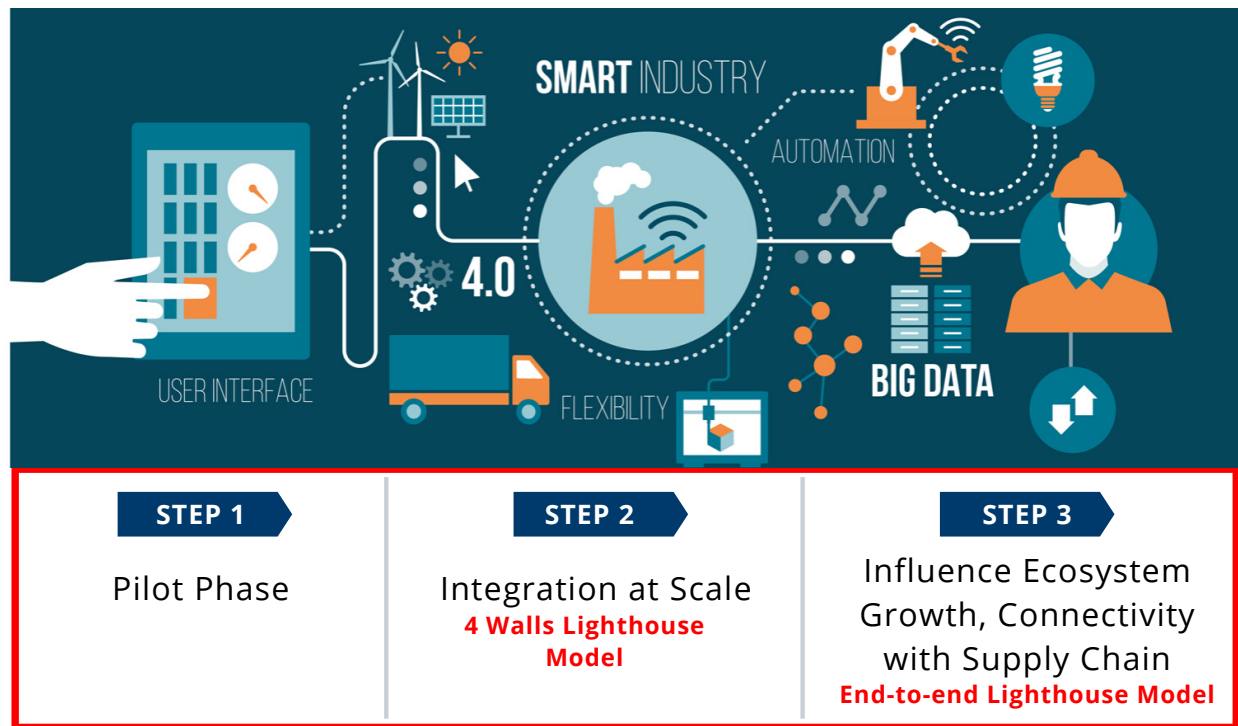 SMART INDUSTRY
AUTOMATION
4.0
USER INTERFACE
FLEXIBILITY
BIG DATA
STEP 1
Pilot Phase
STEP 2
Integration at Scale
4 Walls Lighthouse
Model
STEP 3
Influence Ecosystem
Growth, Connectivity
with Supply Chain
End-to-end Lighthouse Model